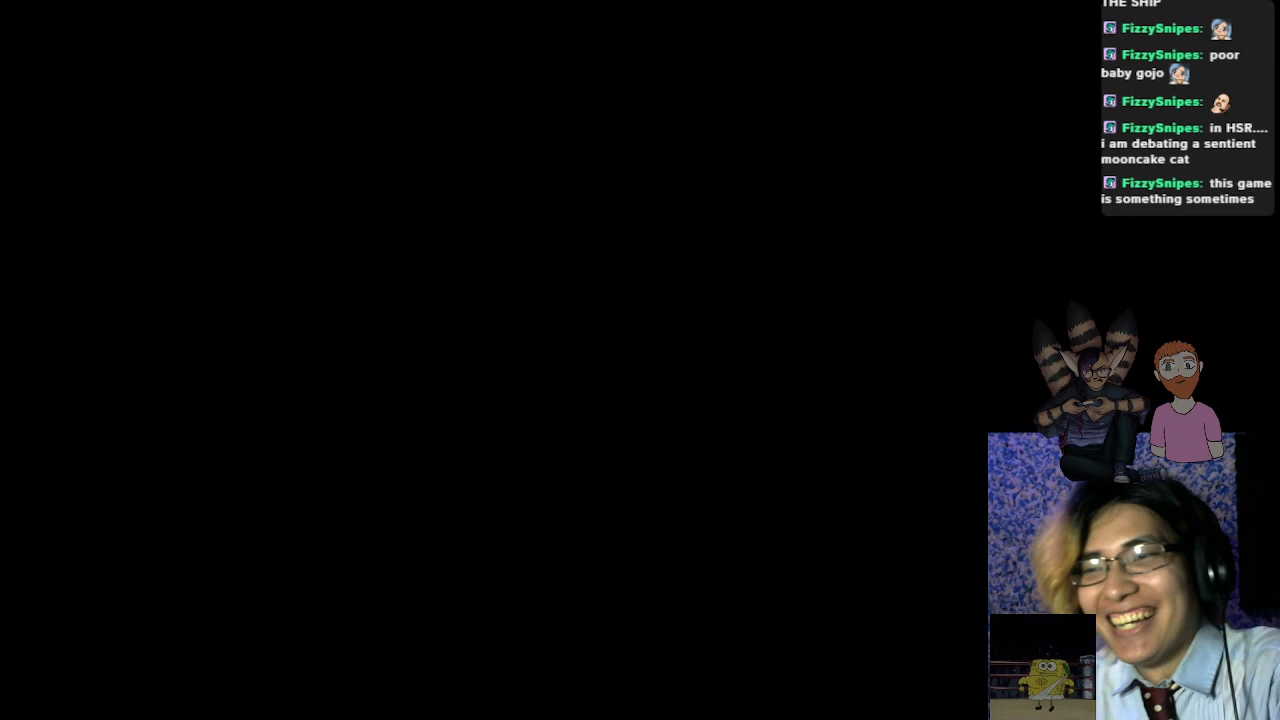 THE SHIP
FizzySnipes:
FizzySnipes: poor
baby gojo
FizzySnipes:
FizzySnipes: in HSR....
i am debating a sentient
mooncake cat
FizzySnipes: this game
is something sometimes